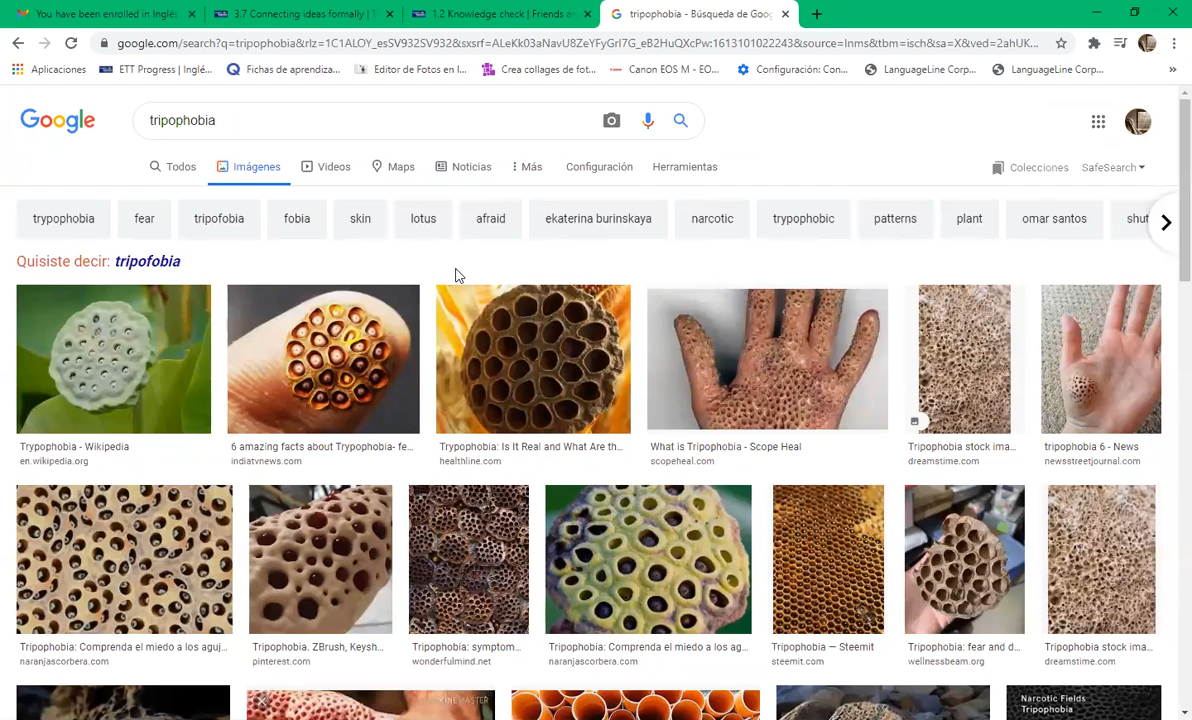 You have been enrolled in Inglés
3.7 Connecting ideas formally | T
1.2 Knowledge check | Friends a
tripophobia - Búsqueda de Goog
google.com/search?q=tripophobia&rlz=1C1ALOY_esSV932SV932&sxsrf=ALeKk03aNavU8ZeYFyGrl7G_eB2HuQXcPw:1613101022243&source=lnms&tbm=isch&sa=X&ved=2ahUK...
Aplicaciones
ETT Progress | Inglé...
Fichas de aprendiza...
Editor de Fotos en l...
Crea collages de fot...
Canon EOS M - EO...
Configuración: Con...
LanguageLine Corp...
LanguageLine Corp...
Google
tripophobia
Todos
Imágenes
Videos
Maps
Noticias
Más
Configuración
Herramientas
Colecciones
SafeSearch
trypophobia
fear
tripofobia
fobia
skin
lotus
afraid
ekaterina burinskaya
narcotic
trypophobic
patterns
plant
omar santos
shut
Quisiste decir: tripofobia
Trypophobia - Wikipedia
en.wikipedia.org
6 amazing facts about Trypophobia- fe...
indiatvnews.com
Trypophobia: Is It Real and What Are th...
healthline.com
What is Tripophobia - Scope Heal
scopeheal.com
Tripophobia stock ima...
dreamstime.com
tripophobia 6 - News
newsstreetjournal.com
Tripophobia: Comprenda el miedo a los aguj...
naranjascorbera.com
Tripophobia. ZBrush, Keysh...
pinterest.com
Tripophobia: symptom...
wonderfulmind.net
Tripophobia: Comprenda el miedo a los ag...
naranjascorbera.com
Tripophobia — Steemit
steemit.com
Tripophobia: fear and d...
wellnessbeam.org
Tripophobia stock ima...
dreamstime.com
Narcotic Fields
Tripophobia